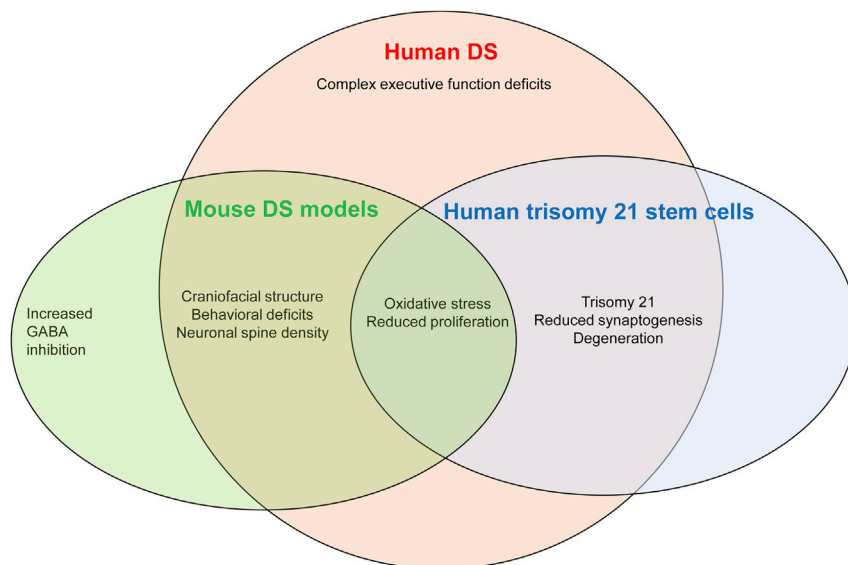 Human DS
Complex executive function deficits
Mouse DS models
Human trisomy 21 stem cells
Increased
GABA
inhibition
Craniofacial structure
Behavioral deficits
Neuronal spine density
Oxidative stress
Reduced proliferation
Trisomy 21
Reduced synaptogenesis
Degeneration